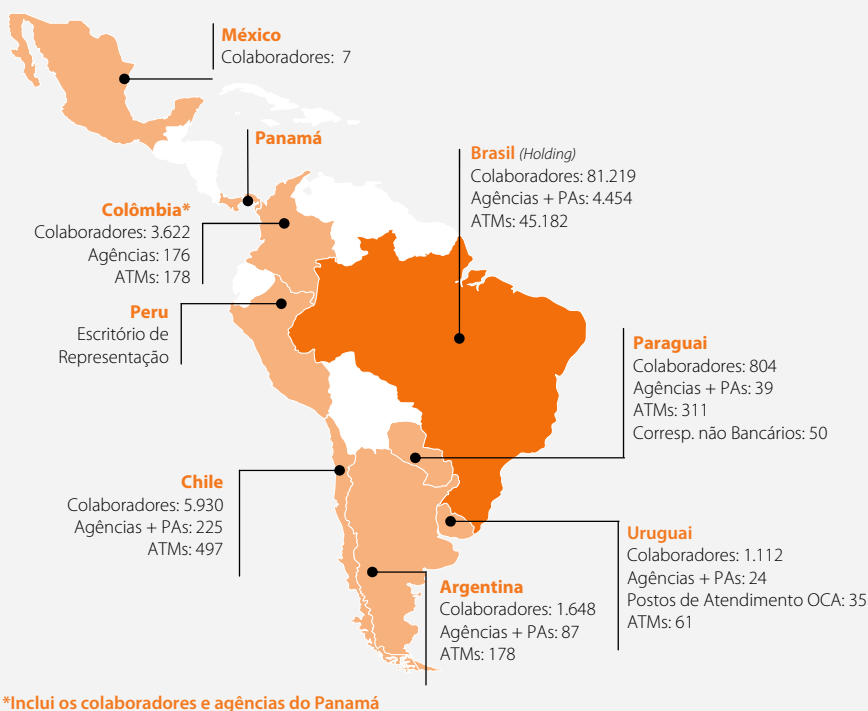 México
Colaboradores: 7
Panamá
Brasil (Holding)
Colaboradores: 81.219
Agências + PAs: 4.454
ATMs: 45.182
Colômbia*
Colaboradores: 3.622
Agências: 176
ATMs: 178
Peru
Escritório de
Representação
Paraguai
Colaboradores: 804
Agências + PAs: 39
ATMs: 311
Corresp. não Bancários: 50
Chile
Colaboradores: 5.930
Agências + PAs: 225
ATMs: 497
Uruguai
Colaboradores: 1.112
Agências + PAs: 24
Postos de Atendimento OCA: 35
ATMs: 61
Argentina
Colaboradores: 1.648
Agências + PAs: 87
ATMs: 178
*Inclui os colaboradores e agências do Panamá